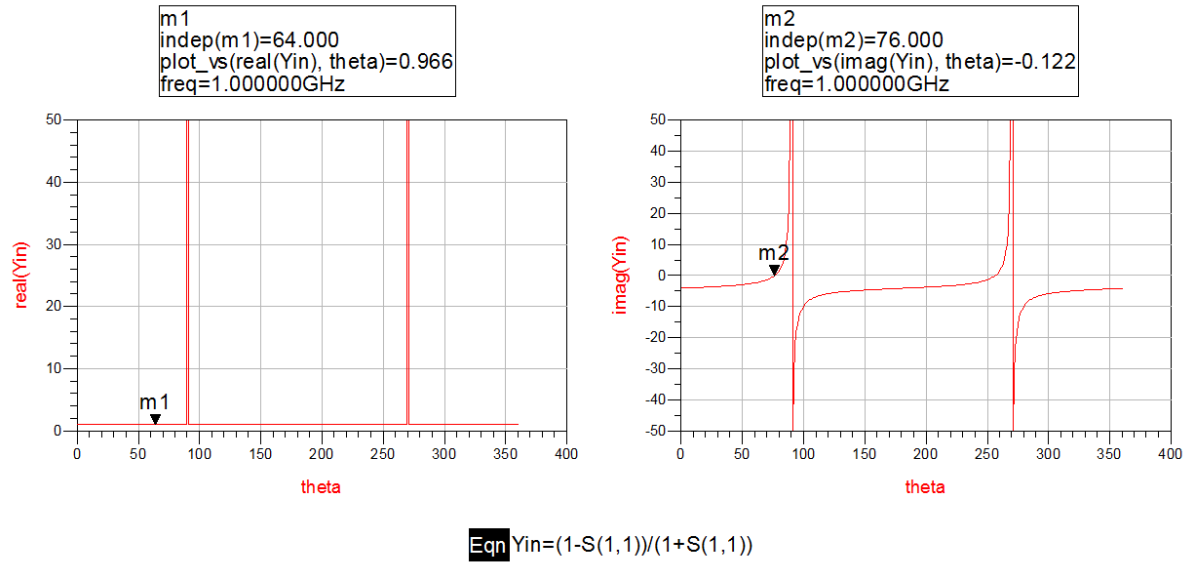 m1
indep(m1)=64.000
plot_vs(real(Yin), theta)=0.966
freq=1.000000GHz
m2
indep(m2)=76.000
plot_vs(imag(Yin), theta)=-0.122
freq=1.000000GHz
50
40
30
20
10
0
real(Yin)
m1
0 50 100 150 200 250 300 350 400
theta
50
40
30
20
10
0
-10
-20
-30
-40
-50
imag(Yin)
m2
0 50 100 150 200 250 300 350 400
theta
Eqn Yin=(1-S(1,1))/(1+S(1,1))